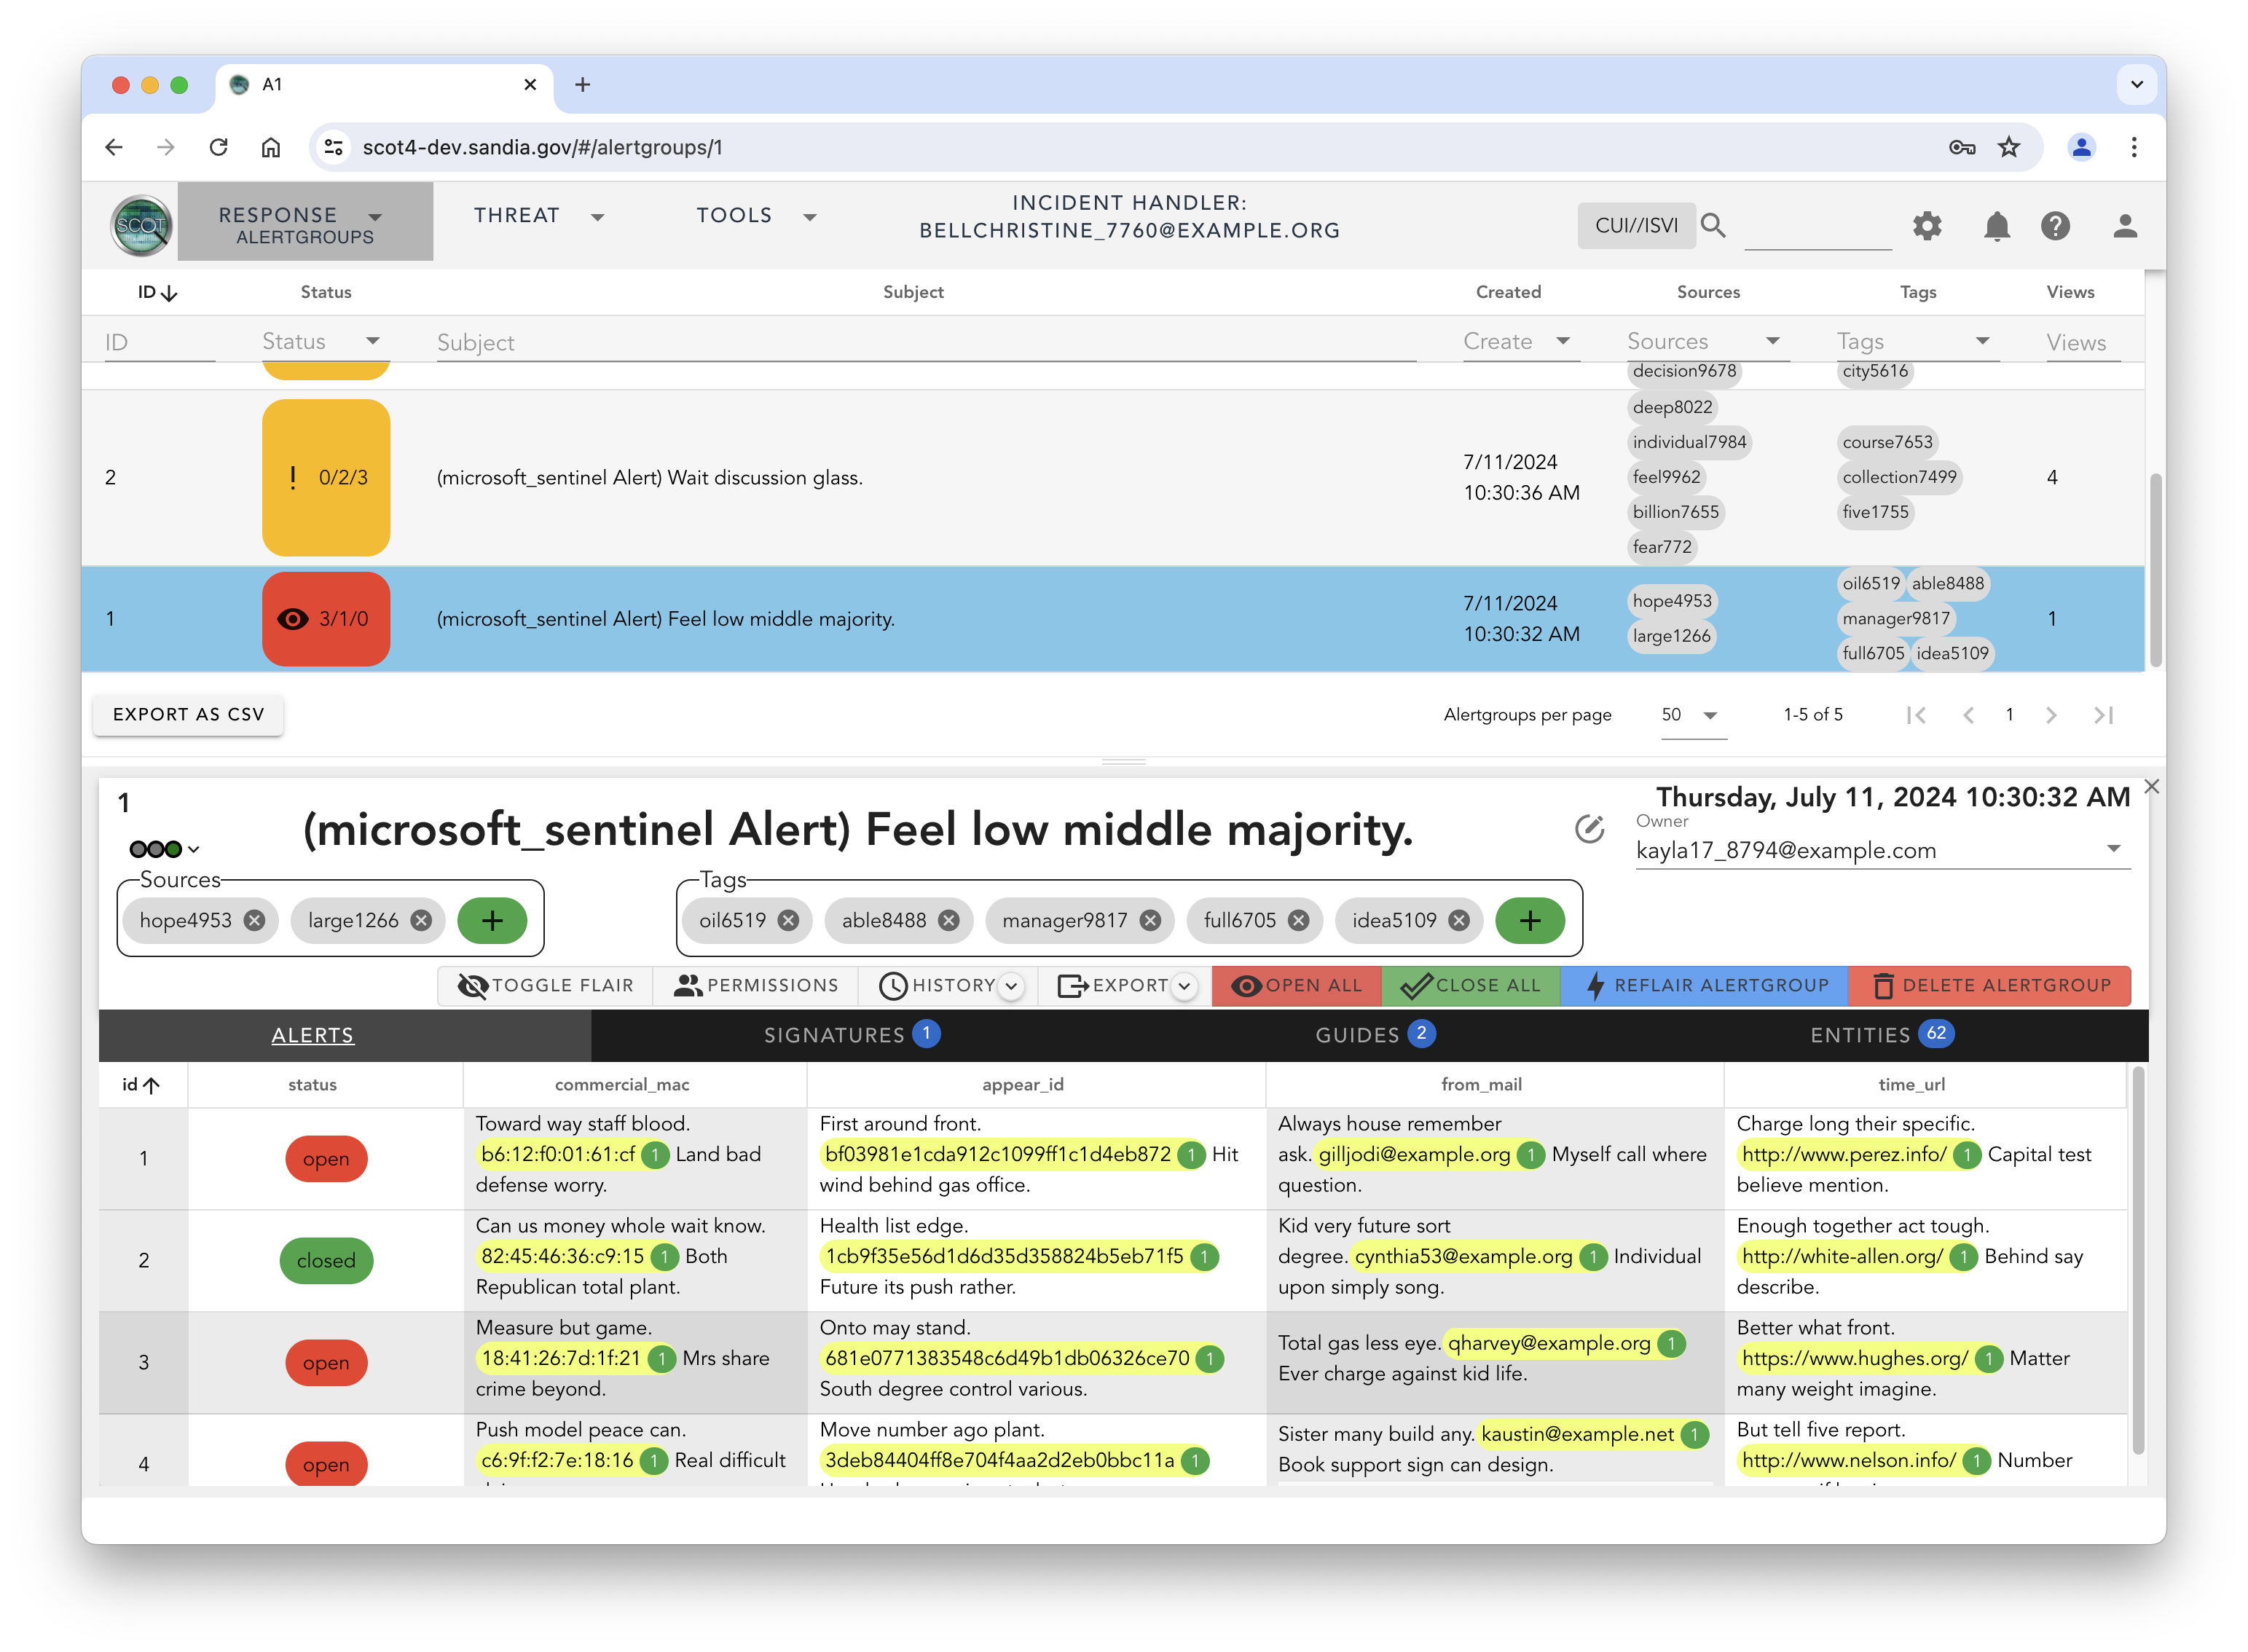 A1
scot4-dev.sandia.gov/#/alertgroups/1
SCOT
RESPONSE
ALERTGROUPS
THREAT
TOOLS
INCIDENT HANDLER:
BELLCHRISTINE_7760@EXAMPLE.ORG
CUI//ISVI
ID Status Subject Created Sources Tags Views
ID Status Subject Create Sources Tags Views
decision9678 city5616
2 ! 0/2/3 (microsoft_sentinel Alert) Wait discussion glass. 7/11/2024 10:30:36 AM
deep8022
individual7984
feel9962
billion7655
fear772
course7653
collection7499
five1755
4
1 3/1/0 (microsoft_sentinel Alert) Feel low middle majority. 7/11/2024 10:30:32 AM
hope4953
large1266
oil6519 able8488
manager9817
full6705 idea5109
1
EXPORT AS CSV
Alertgroups per page 50 1-5 of 5 1
1
(microsoft_sentinel Alert) Feel low middle majority.
Thursday, July 11, 2024 10:30:32 AM
Owner
kayla17_8794@example.com
Sources
hope4953 large1266 +
Tags
oil6519 able8488 manager9817 full6705 idea5109 +
TOGGLE FLAIR PERMISSIONS HISTORY EXPORT OPEN ALL CLOSE ALL REFLAIR ALERTGROUP DELETE ALERTGROUP
ALERTS SIGNATURES 1 GUIDES 2 ENTITIES 62
id status commercial_mac appear_id from_mail time_url
1 open
Toward way staff blood.
b6:12:f0:01:61:cf 1 Land bad
defense worry.
First around front.
bf03981e1cda912c1099ff1c1d4eb872 1 Hit
wind behind gas office.
Always house remember
ask. gilljodi@example.org 1 Myself call where
question.
Charge long their specific.
http://www.perez.info/ 1 Capital test
believe mention.
2 closed
Can us money whole wait know.
82:45:46:36:c9:15 1 Both
Republican total plant.
Health list edge.
1cb9f35e56d1d6d35d358824b5eb71f5 1
Future its push rather.
Kid very future sort
degree. cynthia53@example.org 1 Individual
upon simply song.
Enough together act tough.
http://white-allen.org/ 1 Behind say
describe.
3 open
Measure but game.
18:41:26:7d:1f:21 1 Mrs share
crime beyond.
Onto may stand.
681e0771383548c6d49b1db06326ce70 1
South degree control various.
Total gas less eye. qharvey@example.org 1
Ever charge against kid life.
Better what front.
https://www.hughes.org/ 1 Matter
many weight imagine.
4 open
Push model peace can.
c6:9f:f2:7e:18:16 1 Real difficult
Move number ago plant.
3deb84404ff8e704f4aa2d2eb0bbc11a 1
Sister many build any. kaustin@example.net 1
Book support sign can design.
But tell five report.
http://www.nelson.info/ 1 Number